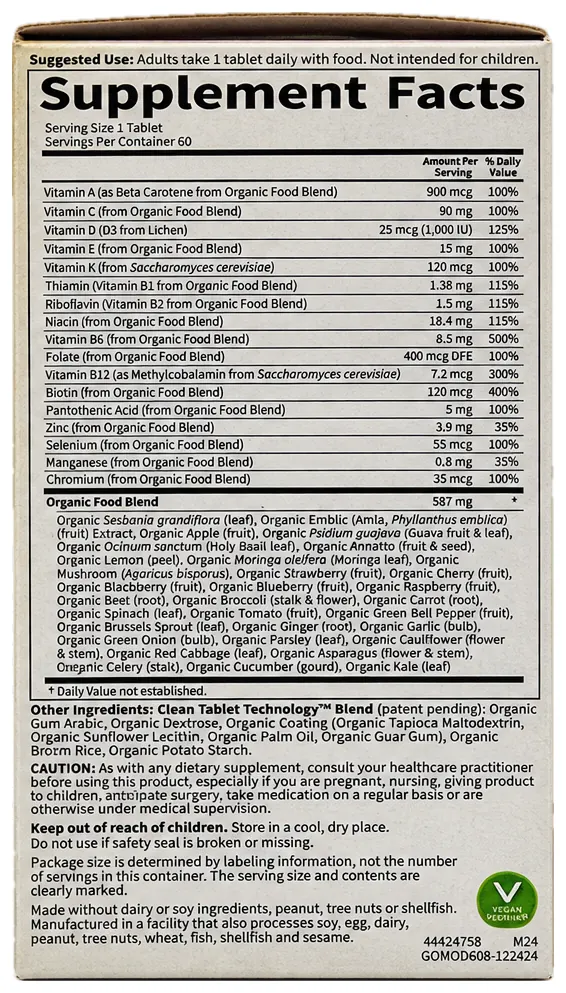 Suggested Use: Adults take 1 tablet daily with food. Not intended for children.
Supplement Facts
Serving Size 1 Tablet
Servings Per Container 60
Amount Per Serving % Daily Value
Vitamin A (as Beta Carotene from Organic Food Blend) 900 mcg 100%
Vitamin C (from Organic Food Blend) 90 mg 100%
Vitamin D (D3 from Lichen) 25 mcg (1,000 IU) 125%
Vitamin E (from Organic Food Blend) 15 mg 100%
Vitamin K (from Saccharomyces cerevisiae) 120 mcg 100%
Thiamin (Vitamin B1 from Organic Food Blend) 1.38 mg 115%
Riboflavin (Vitamin B2 from Organic Food Blend) 1.5 mg 115%
Niacin (from Organic Food Blend) 18.4 mg 115%
Vitamin B6 (from Organic Food Blend) 8.5 mg 500%
Folate (from Organic Food Blend) 400 mcg DFE 100%
Vitamin B12 (as Methylcobalamin from Saccharomyces cerevisiae) 7.2 mcg 300%
Biotin (from Organic Food Blend) 120 mcg 400%
Pantothenic Acid (from Organic Food Blend) 5 mg 100%
Zinc (from Organic Food Blend) 3.9 mg 35%
Selenium (from Organic Food Blend) 55 mcg 100%
Manganese (from Organic Food Blend) 0.8 mg 35%
Chromium (from Organic Food Blend) 35 mcg 100%
Organic Food Blend 587 mg †
Organic Sesbania grandiflora (leaf), Organic Emblic (Amla, Phyllanthus emblica)
(fruit) Extract, Organic Apple (fruit), Organic Psidium guajava (Guava fruit & leaf),
Organic Ocinum sanctum (Holy Basil leaf), Organic Annatto (fruit & seed),
Organic Lemon (peel). Organic Moringa oleifera (Moringa leaf), Organic
Mushroom (Agaricus bisporus), Organic Strawberry (fruit), Organic Cherry (fruit),
Organic Blacbberry (fruit), Organic Blueberry (fruit), Organic Raspberry (fruit),
Organic Beet (root), Organic Broccoli (stalk & flower), Organic Carrot (root),
Organic Spinach (leaf), Organic Tomato (fruit), Organic Green Bell Pepper (fruit),
Organic Brussels Sprout (leaf), Organic Ginger (root), Organic Garlic (bulb),
Organic Green Onion (bulb), Organic Parsley (leaf), Organic Cauliflower (flower
& stem), Organic Red Cabbage (leaf), Organic Asparagus (flower & stem),
Organic Celery (stalk), Organic Cucumber (gourd), Organic Kale (leaf)
† Daily Value not established.
Other Ingredients: Clean Tablet Technology™ Blend (patent pending): Organic
Gum Arabic, Organic Dextrose, Organic Coating (Organic Tapioca Maltodextrin,
Organic Sunflower Lecithin, Organic Palm Oil, Organic Guar Gum), Organic
Brown Rice, Organic Potato Starch.
CAUTION: As with any dietary supplement, consult your healthcare practitioner
before using this product, especially if you are pregnant, nursing, giving product
to children, anticipate surgery, take medication on a regular basis or are
otherwise under medical supervision.
Keep out of reach of children. Store in a cool, dry place.
Do not use if safety seal is broken or missing.
Package size is determined by labeling information, not the number
of servings in this container. The serving size and contents are
clearly marked.
Made without dairy or soy ingredients, peanut, tree nuts or shellfish.
Manufactured in a facility that also processes soy, egg, dairy,
peanut, tree nuts, wheat, fish, shellfish and sesame.
V
VEGAN
44424758 M24
GOMOD608-122424